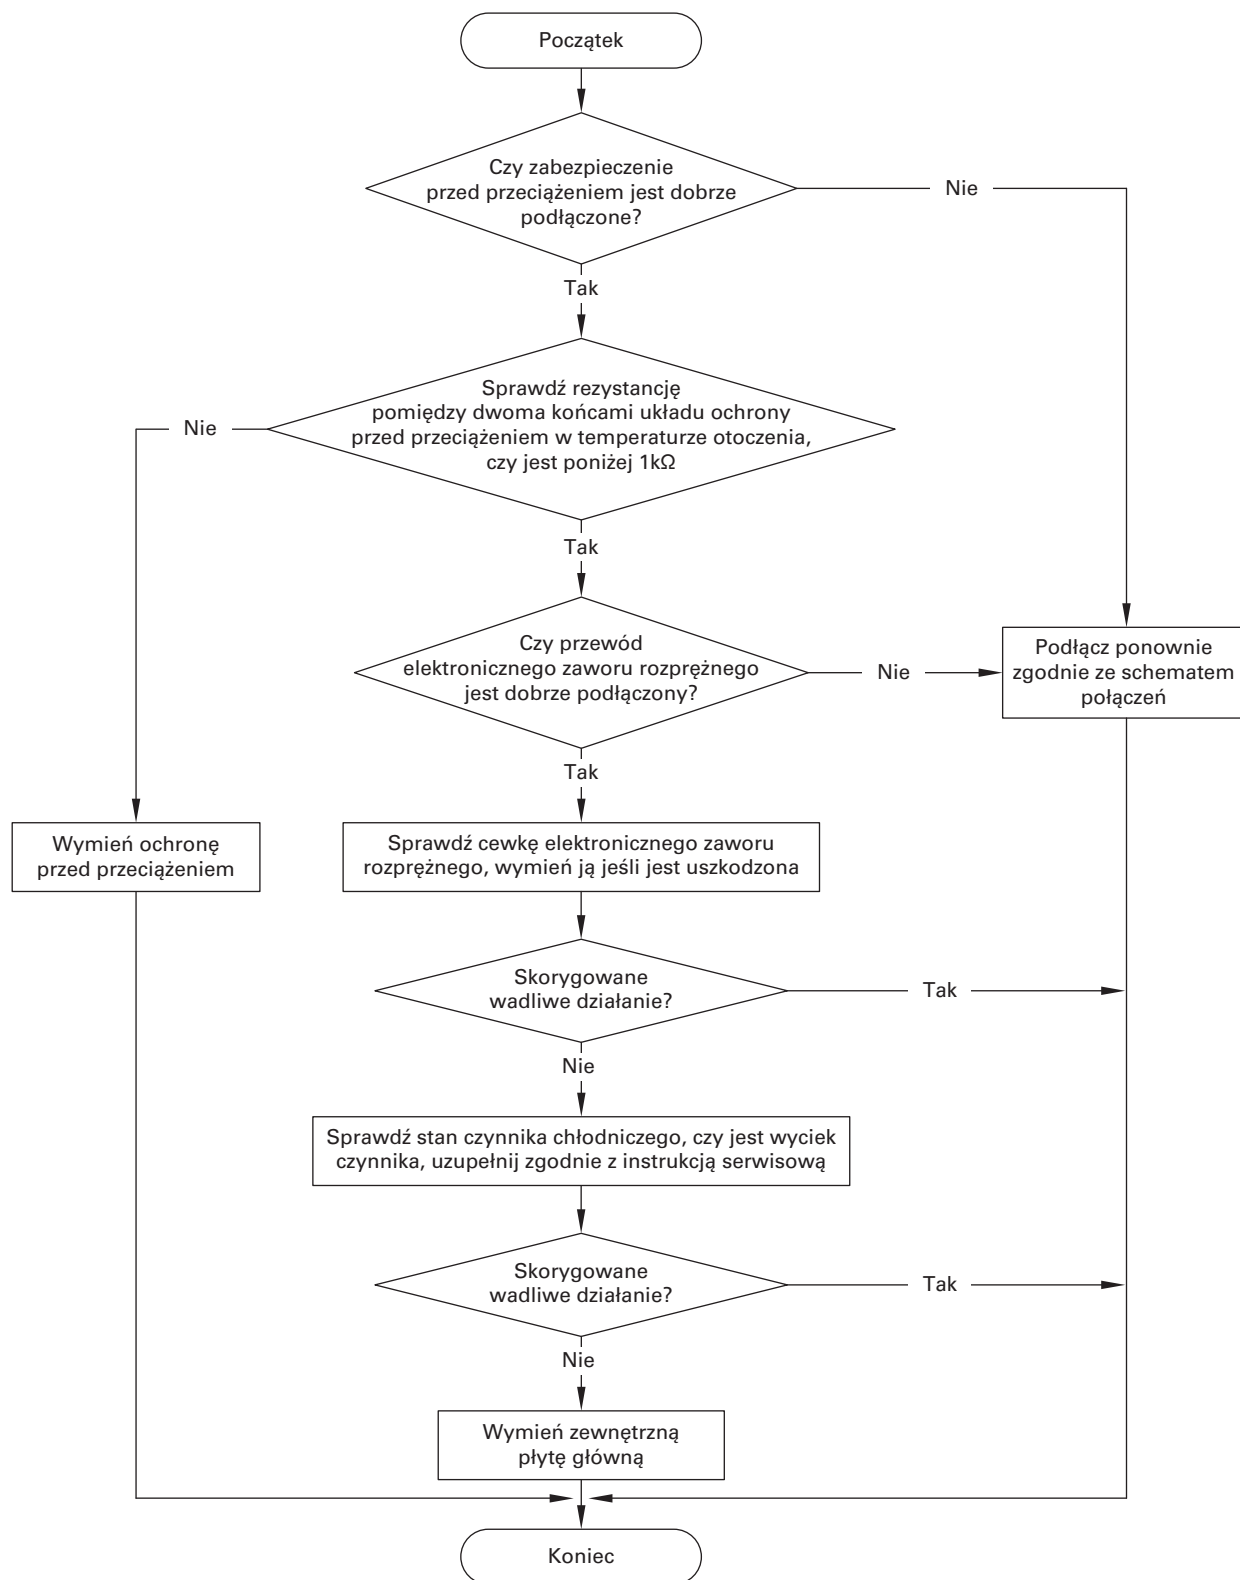 Początek
Czy zabezpieczenie
przed przeciążeniem jest dobrze
podłączone?
Nie
Tak
Sprawdź rezystancję
pomiędzy dwoma końcami układu ochrony
przed przeciążeniem w temperaturze otoczenia,
czy jest poniżej 1kΩ
Nie
Tak
Czy przewód
elektronicznego zaworu rozprężnego
jest dobrze podłączony?
Nie
Podłącz ponownie
zgodnie ze schematem
połączeń
Tak
Wymień ochronę
przed przeciążeniem
Sprawdź cewkę elektronicznego zaworu
rozprężnego, wymień ją jeśli jest uszkodzona
Skorygowane
wadliwe działanie?
Tak
Nie
Sprawdź stan czynnika chłodniczego, czy jest wyciek
czynnika, uzupełnij zgodnie z instrukcją serwisową
Skorygowane
wadliwe działanie?
Tak
Nie
Wymień zewnętrzną
płytę główną
Koniec